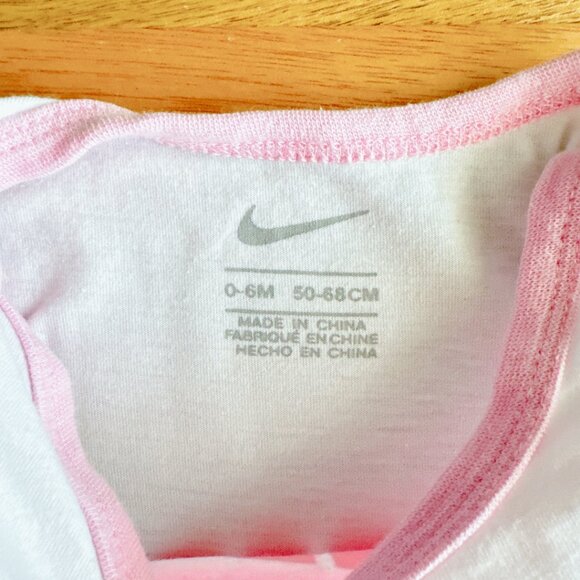 0-6M 50-68CM
MADE IN CHINA
FABRIQUÉ EN CHINE
HECHO EN CHINA